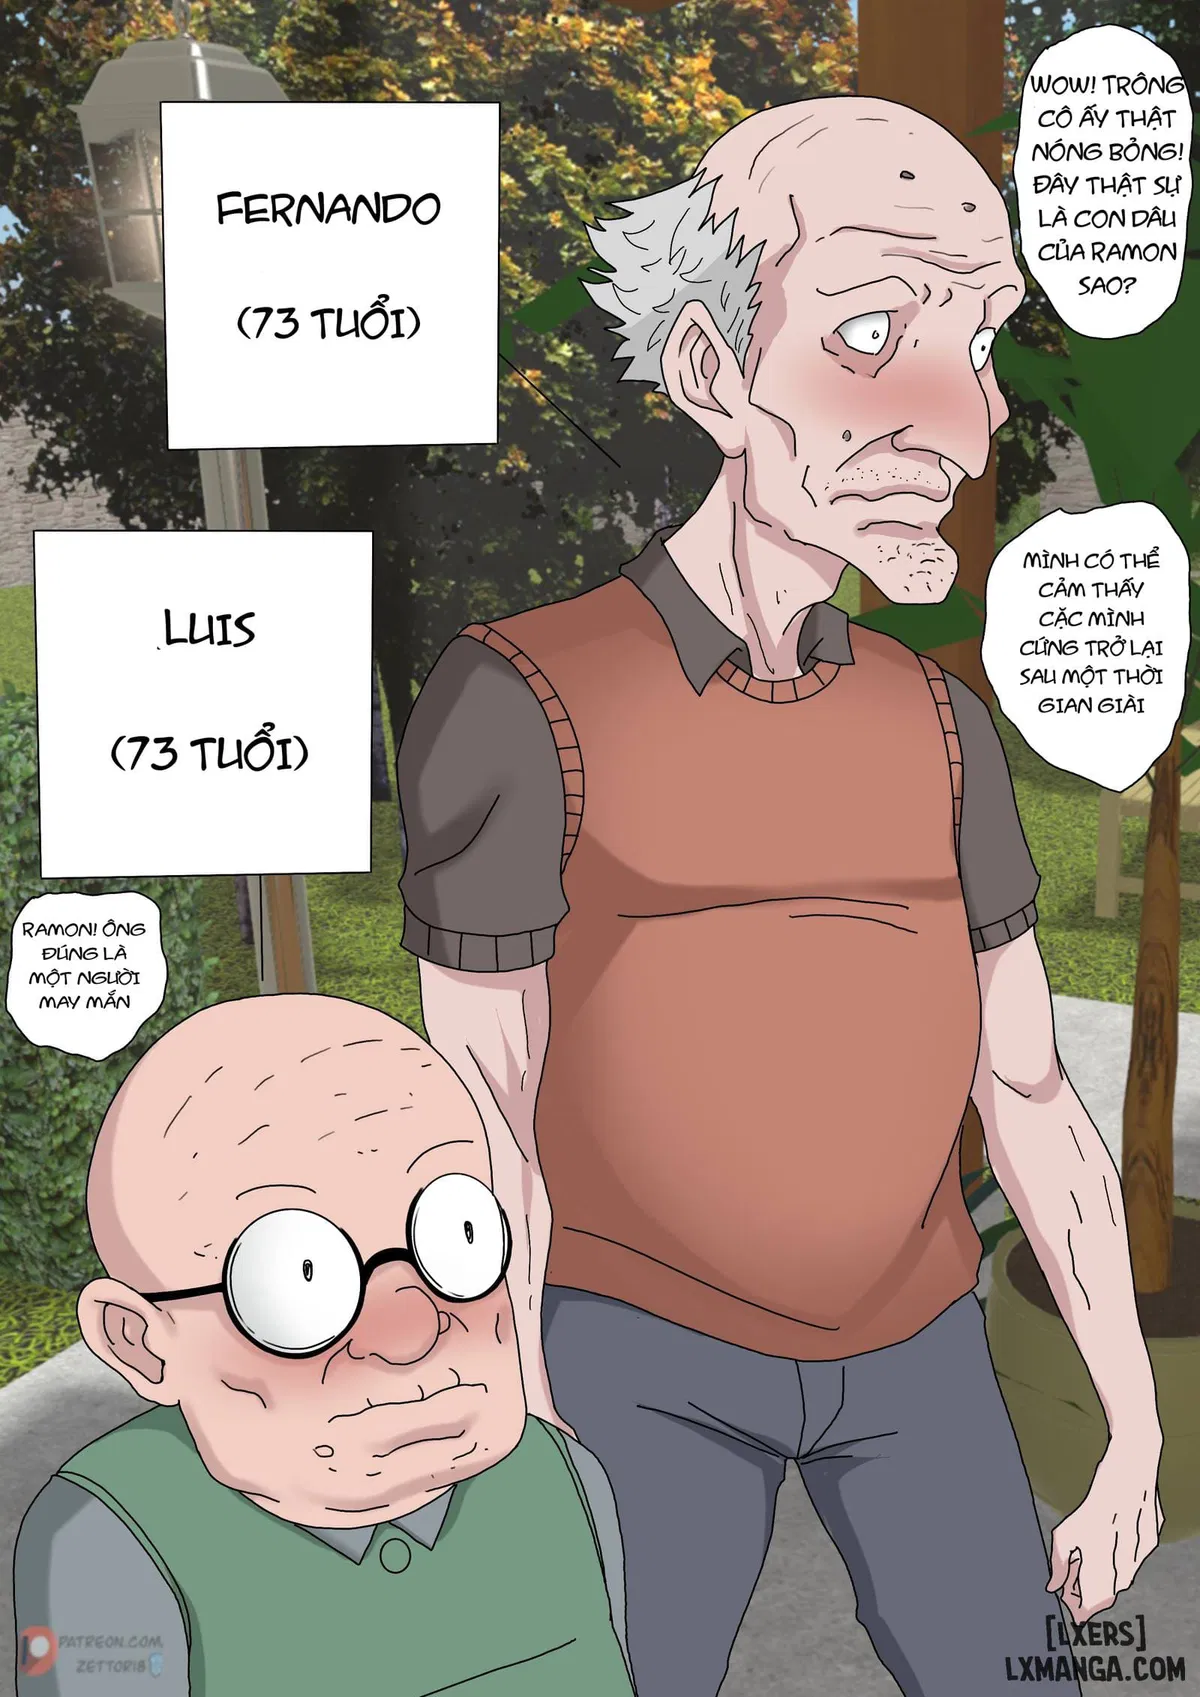 FERNANDO
(73 TUỔI)
WOW! TRÔNG
CÔ ẤY THẬT
NÓNG BỎNG!
ĐÂY THẬT SỰ
LÀ CON DÂU
CỦA RAMON
SAO?
MÌNH CÓ THỂ
CẢM THẤY
CẶC MÌNH
CỨNG TRỞ LẠI
SAU MỘT THỜI
GIAN GIÀI
LUIS
(73 TUỔI)
RAMON! ÔNG
ĐÚNG LÀ
MỘT NGƯỜI
MAY MẮN
PATREON.COM
ZETTORI8
[LXERS]
LXMANGA.COM